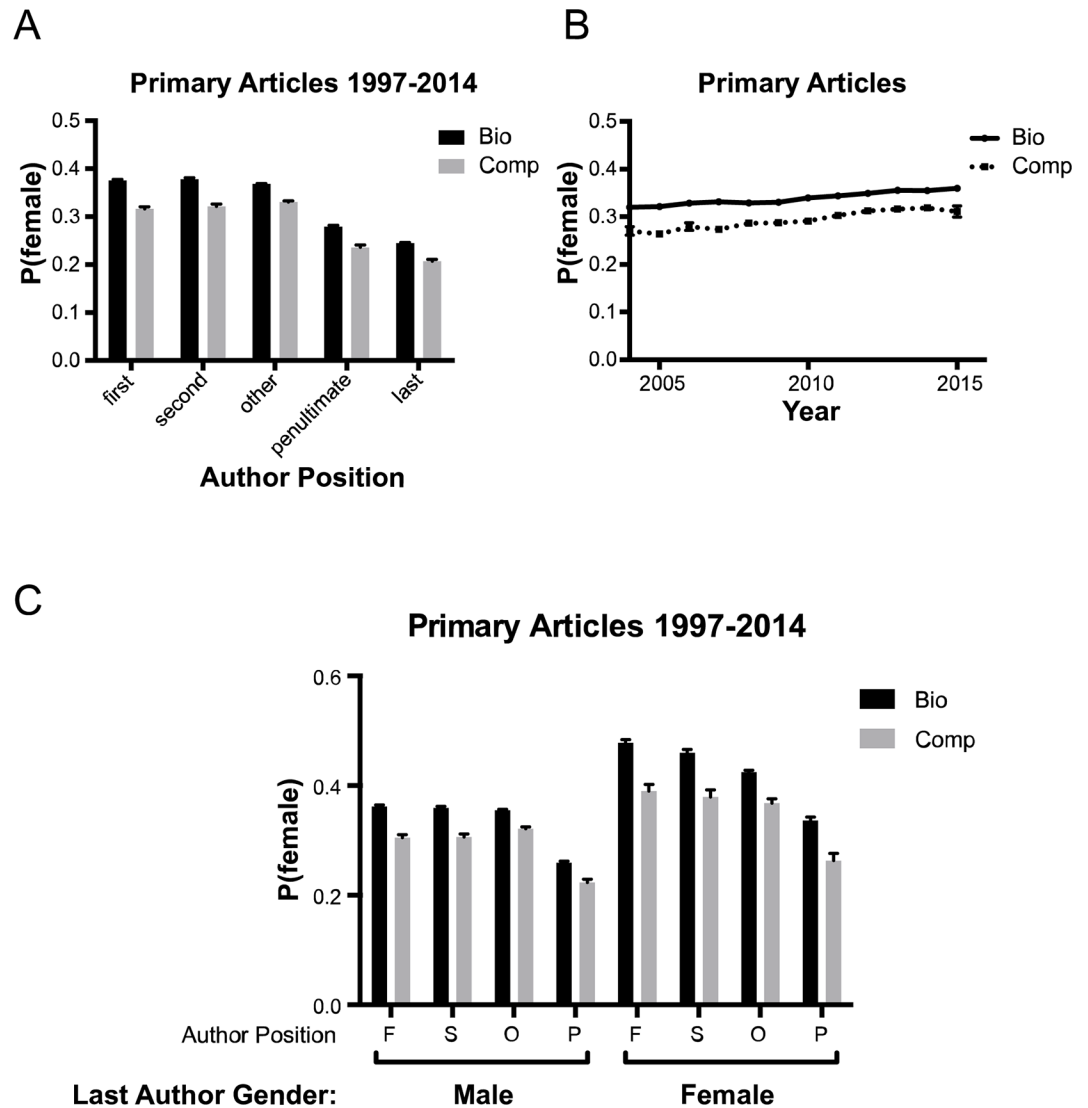 A
Primary Articles 1997-2014
0.5
0.4
0.3
0.2
0.1
0.0
P(female)
Bio
Comp
first
second
other
penultimate
last
Author Position
B
Primary Articles
0.5
0.4
0.3
0.2
0.1
0.0
P(female)
Bio
Comp
2005 2010 2015
Year
C
Primary Articles 1997-2014
0.6
0.4
0.2
0.0
P(female)
Bio
Comp
Author Position F S O P F S O P
Last Author Gender: Male Female